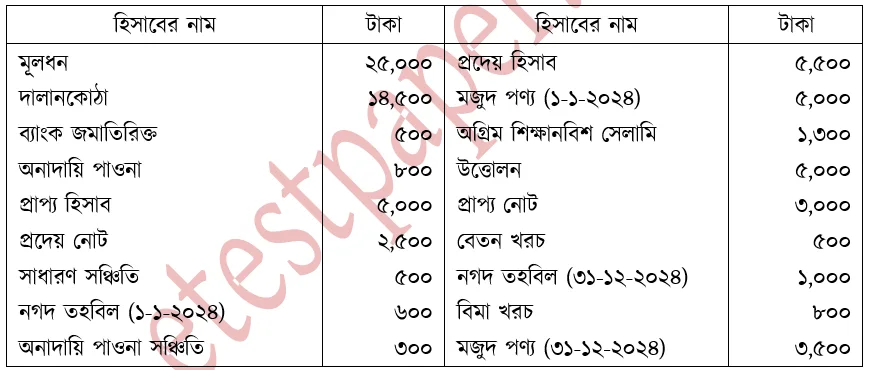 হিসাবের নাম টাকা হিসাবের নাম টাকা
মূলধন ২৫,০০০ প্রদেয় হিসাব ৫,৫০০
দালানকোঠা ১৪,৫০০ মজুদ পণ্য (১-১-২০২৪) ৫,০০০
ব্যাংক জমাতিরিক্ত ৫০০ অগ্রিম শিক্ষানবিশ সেলামি ১,৩০০
অনাদায়ি পাওনা ৮০০ উত্তোলন ৫,০০০
প্রাপ্য হিসাব ৫,০০০ প্রাপ্য নোট ৩,০০০
প্রদেয় নোট ২,৫০০ বেতন খরচ ৫০০
সাধারণ সঞ্চিতি ৫০০ নগদ তহবিল (৩১-১২-২০২৪) ১,০০০
নগদ তহবিল (১-১-২০২৪) ৬০০ বিমা খরচ ৮০০
অনাদায়ি পাওনা সঞ্চিতি ৩০০ মজুদ পণ্য (৩১-১২-২০২৪) ৩,৫০০
etestpaper